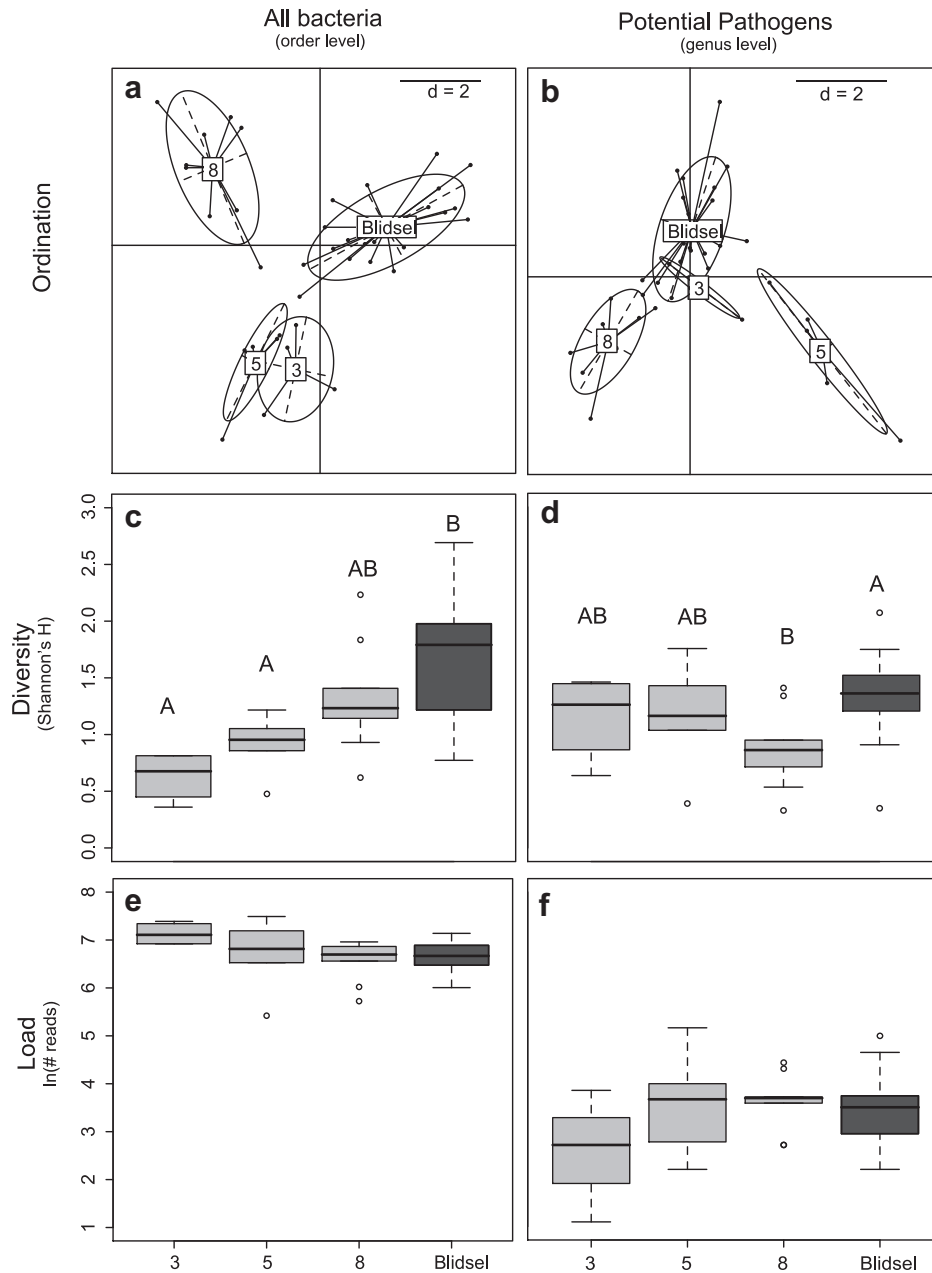 All bacteria
(order level)
Potential Pathogens
(genus level)
Ordination
a
d = 2
8
Blidsel
5
3
b
d = 2
Blidsel
3
8
5
Diversity
(Shannon's H)
3.0
2.5
2.0
1.5
1.0
0.5
0.0
c
A
A
AB
B
d
AB
AB
B
A
Load
ln(# reads)
8
7
6
5
4
3
2
1
e
f
3
5
8
Blidsel
3
5
8
Blidsel